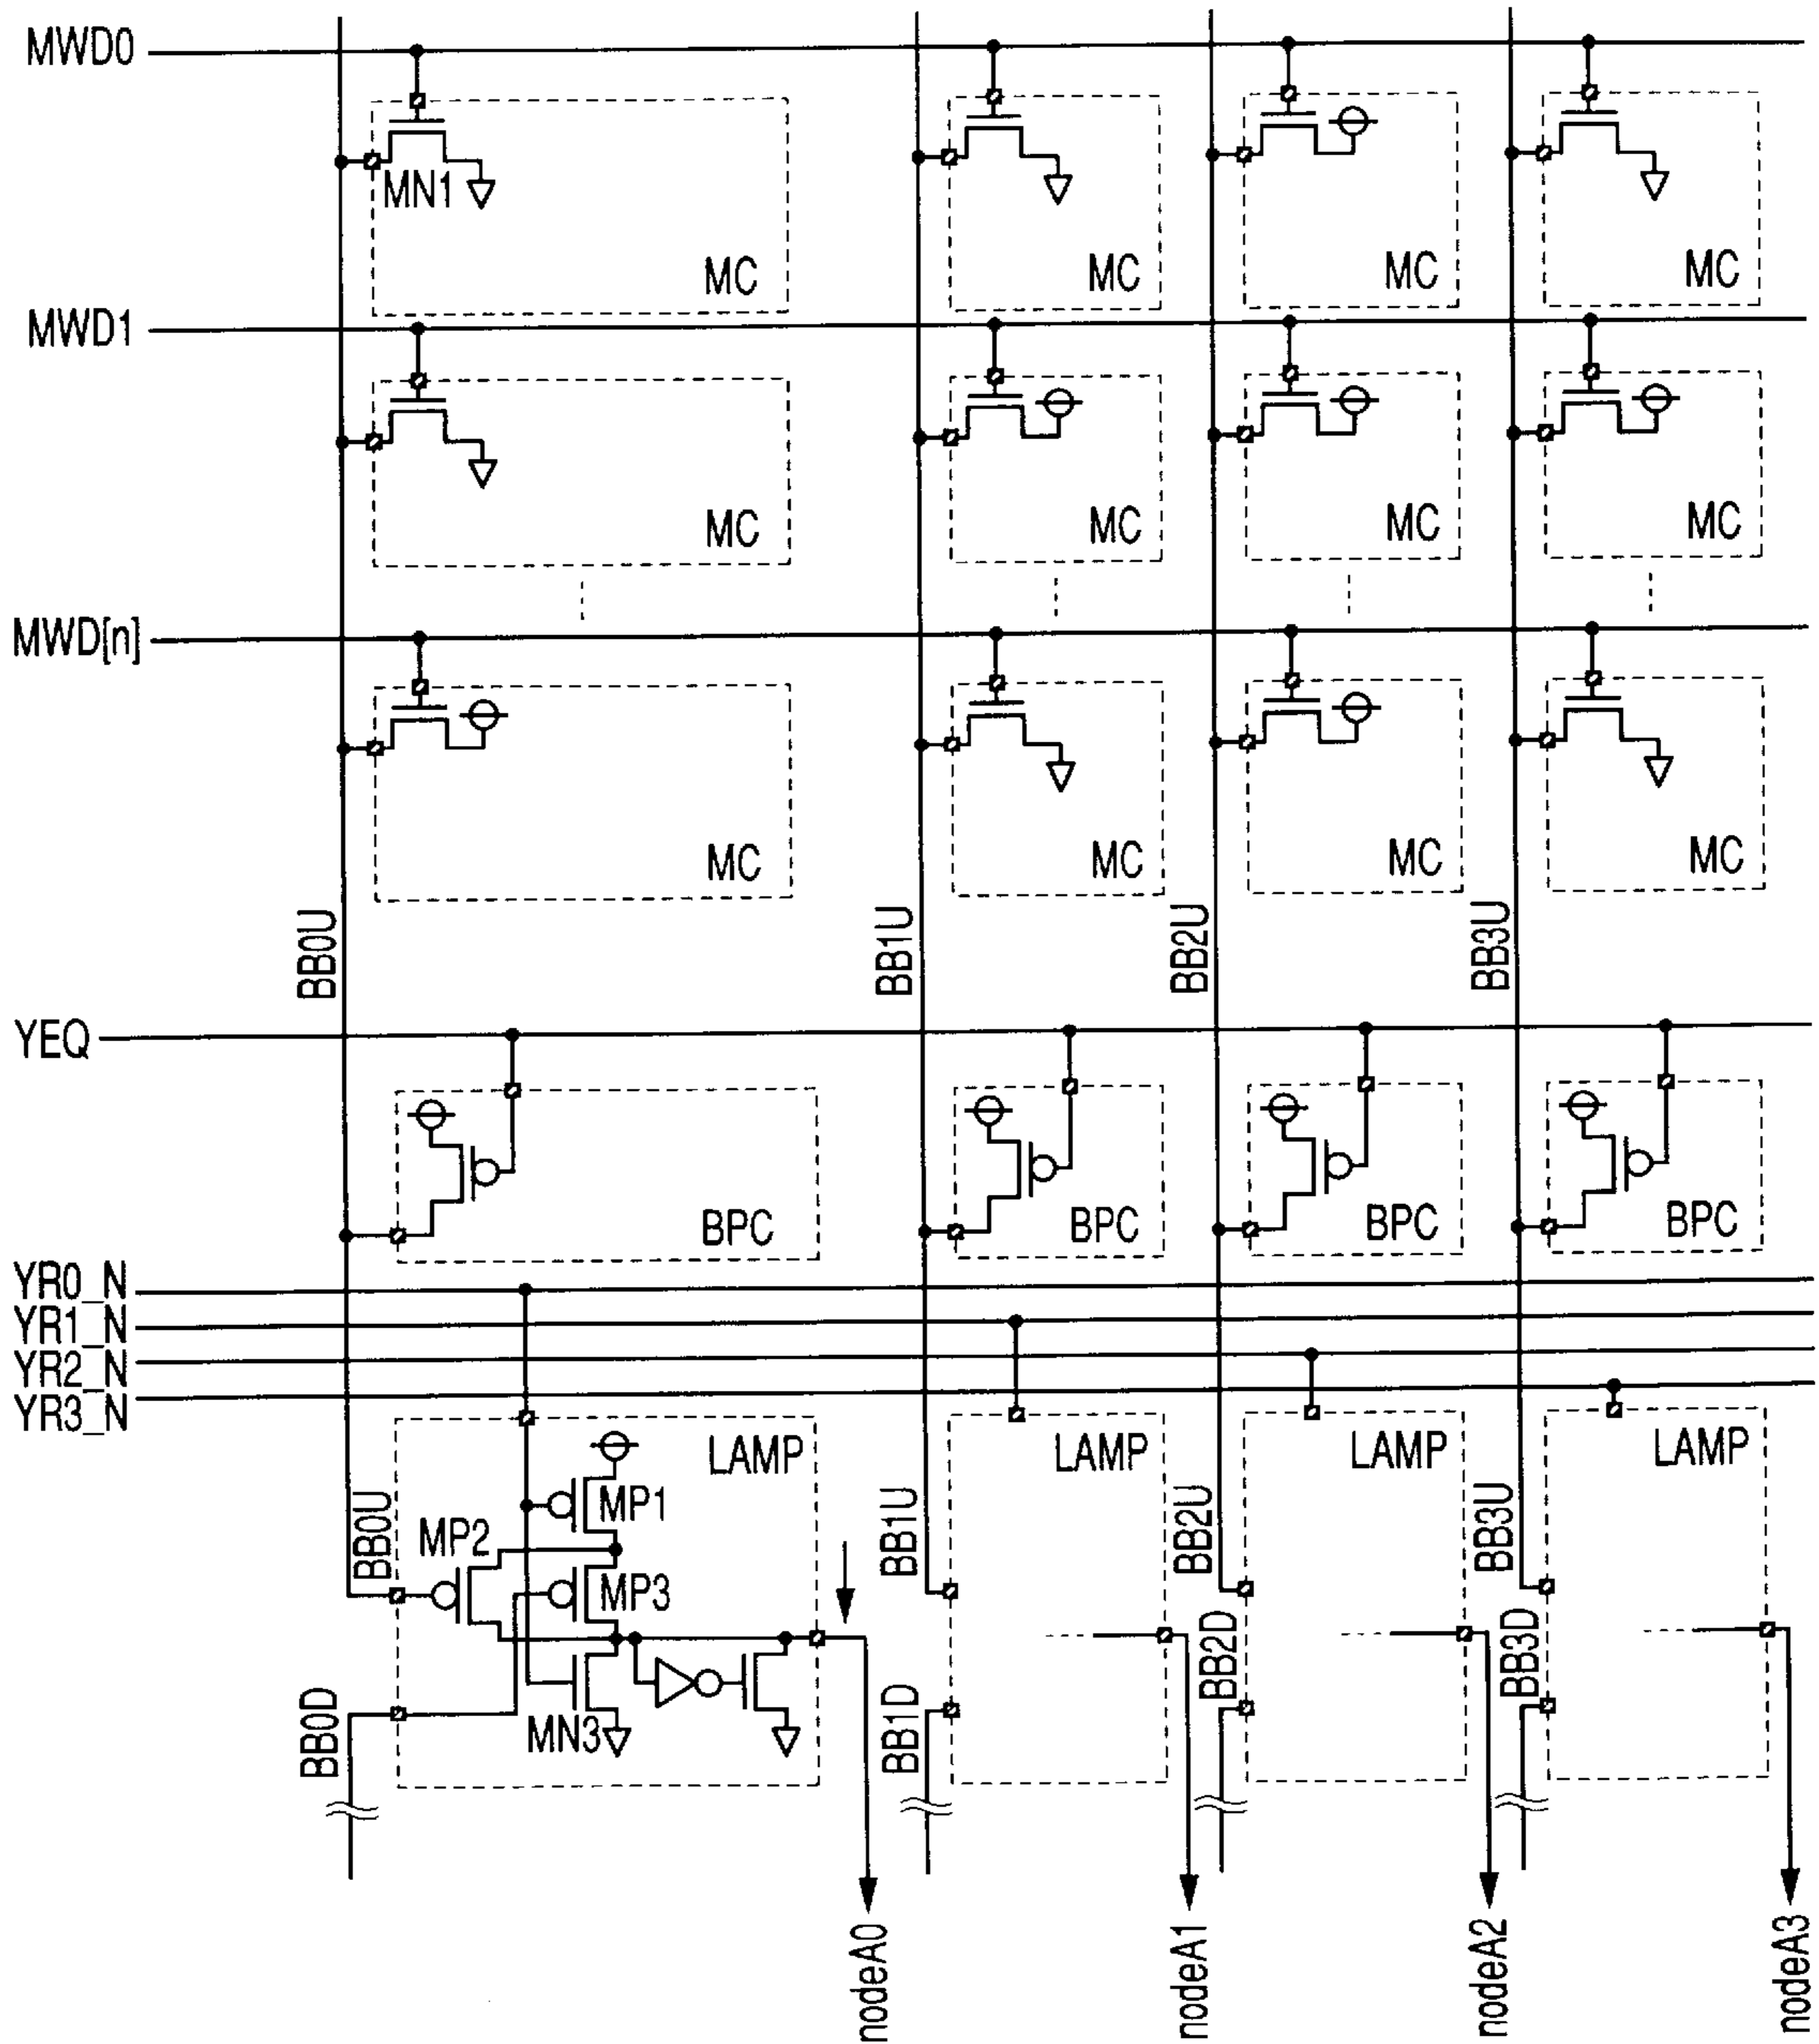 MWD0
MN1
MC MC MC MC
MWD1
MC MC MC MC
MWD[n]
MC MC MC MC
BB0U BB1U BB2U BB3U
YEQ
BPC BPC BPC BPC
YR0_N
YR1_N
YR2_N
YR3_N
LAMP LAMP LAMP LAMP
MP1
BB0U BB1U BB2U BB3U
MP2
MP3
BB0D BB1D BB2D BB3D
MN3
nodeA0 nodeA1 nodeA2 nodeA3